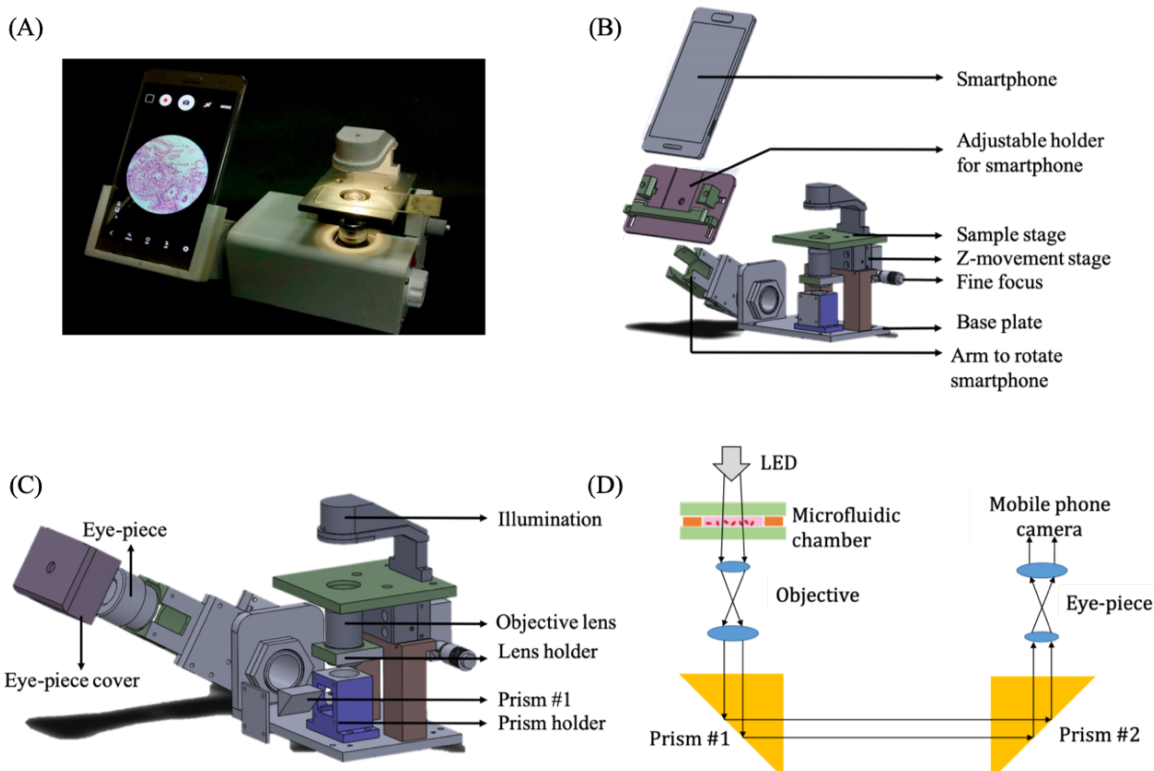 (A)
(B)
Smartphone
Adjustable holder
for smartphone
Sample stage
Z-movement stage
Fine focus
Base plate
Arm to rotate
smartphone
(C)
Eye-piece
Eye-piece cover
Illumination
Objective lens
Lens holder
Prism #1
Prism holder
(D)
LED
Microfluidic
chamber
Objective
Mobile phone
camera
Eye-piece
Prism #1
Prism #2